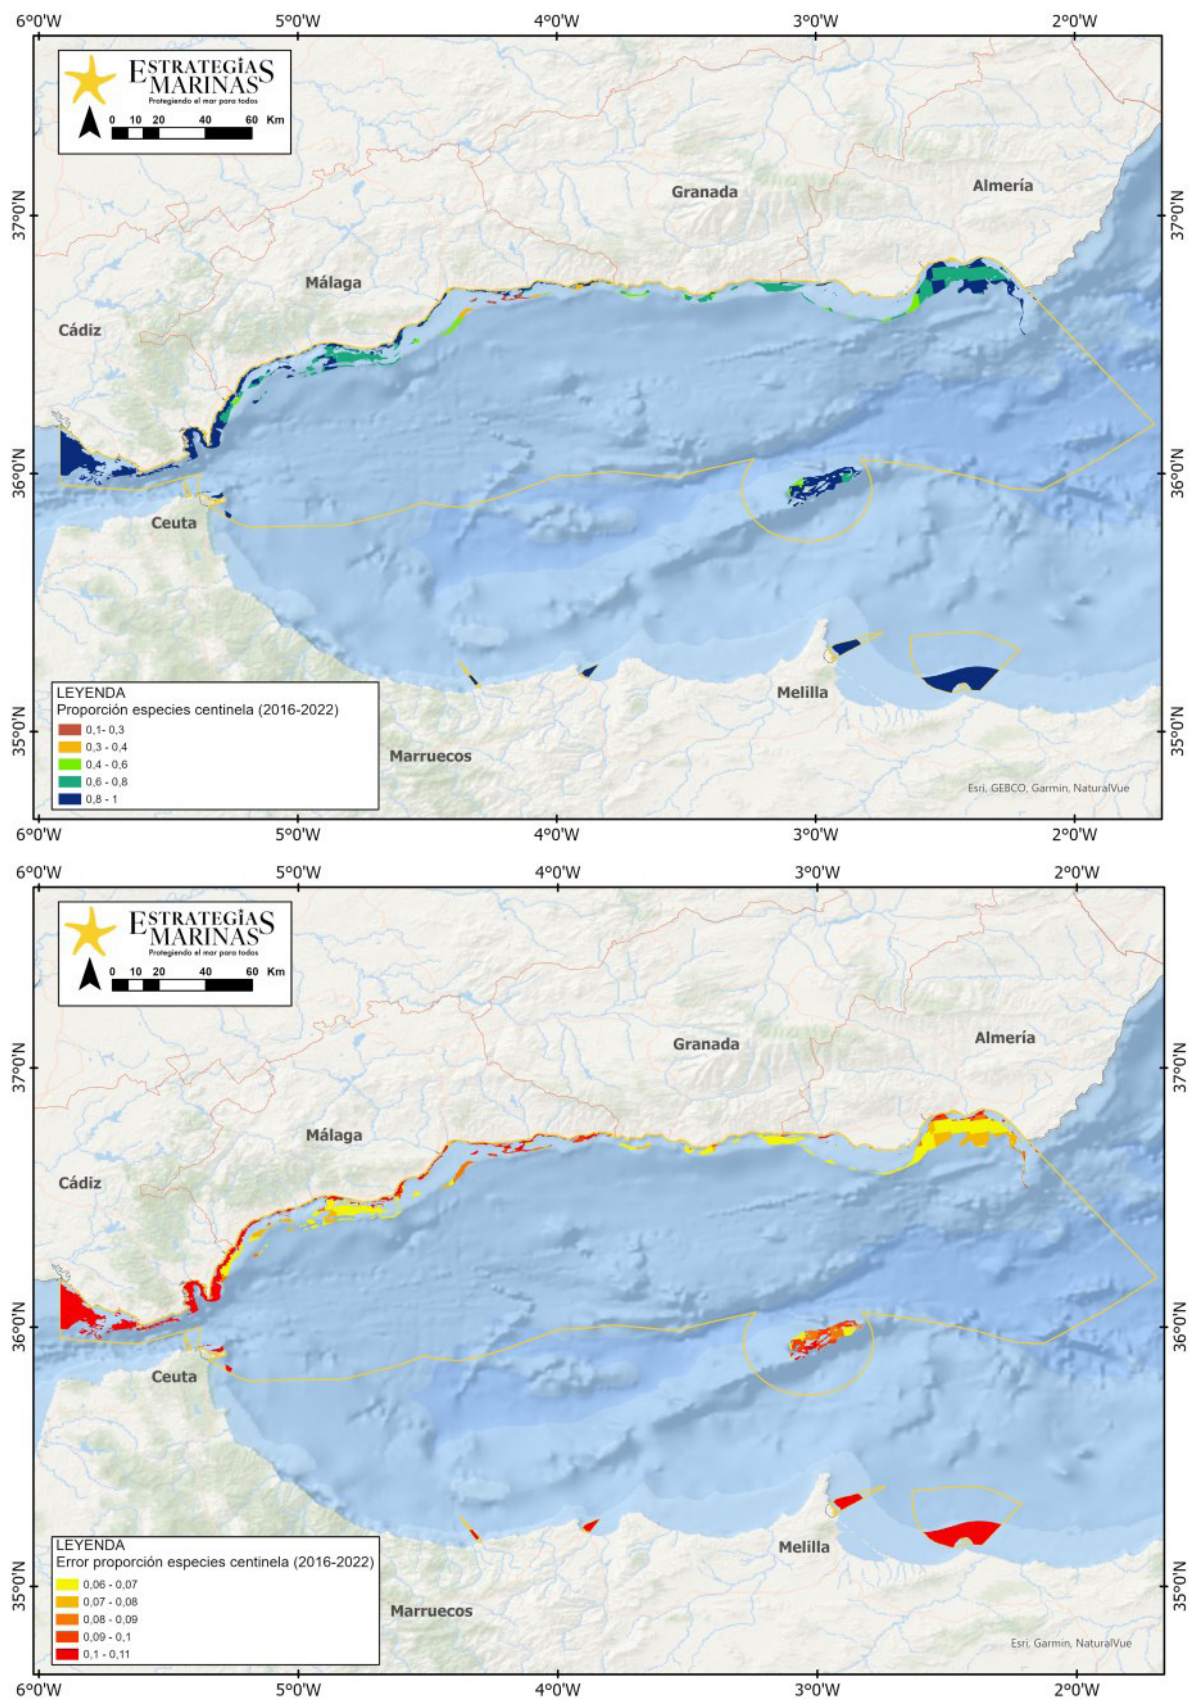 6°0'W 5°0'W 4°0'W 3°0'W 2°0'W
ESTRATEGIAS
MARINAS
Protegiendo el mar para todos
0 10 20 40 60 Km
37°0'N 37°0'N
Granada
Almería
Málaga
Cádiz
36°0'N 36°0'N
Ceuta
Melilla
35°0'N 35°0'N
Marruecos
LEYENDA
Proporción especies centinela (2016-2022)
0,1- 0,3
0,3 - 0,4
0,4 - 0,6
0,6 - 0,8
0,8 - 1
Esri, GEBCO, Garmin, NaturalVue
6°0'W 5°0'W 4°0'W 3°0'W 2°0'W
6°0'W 5°0'W 4°0'W 3°0'W 2°0'W
ESTRATEGIAS
MARINAS
Protegiendo el mar para todos
0 10 20 40 60 Km
37°0'N 37°0'N
Granada
Almería
Málaga
Cádiz
36°0'N 36°0'N
Ceuta
Melilla
35°0'N 35°0'N
Marruecos
LEYENDA
Error proporción especies centinela (2016-2022)
0,06 - 0,07
0,07 - 0,08
0,08 - 0,09
0,09 - 0,1
0,1 - 0,11
Esri, Garmin, NaturalVue
6°0'W 5°0'W 4°0'W 3°0'W 2°0'W